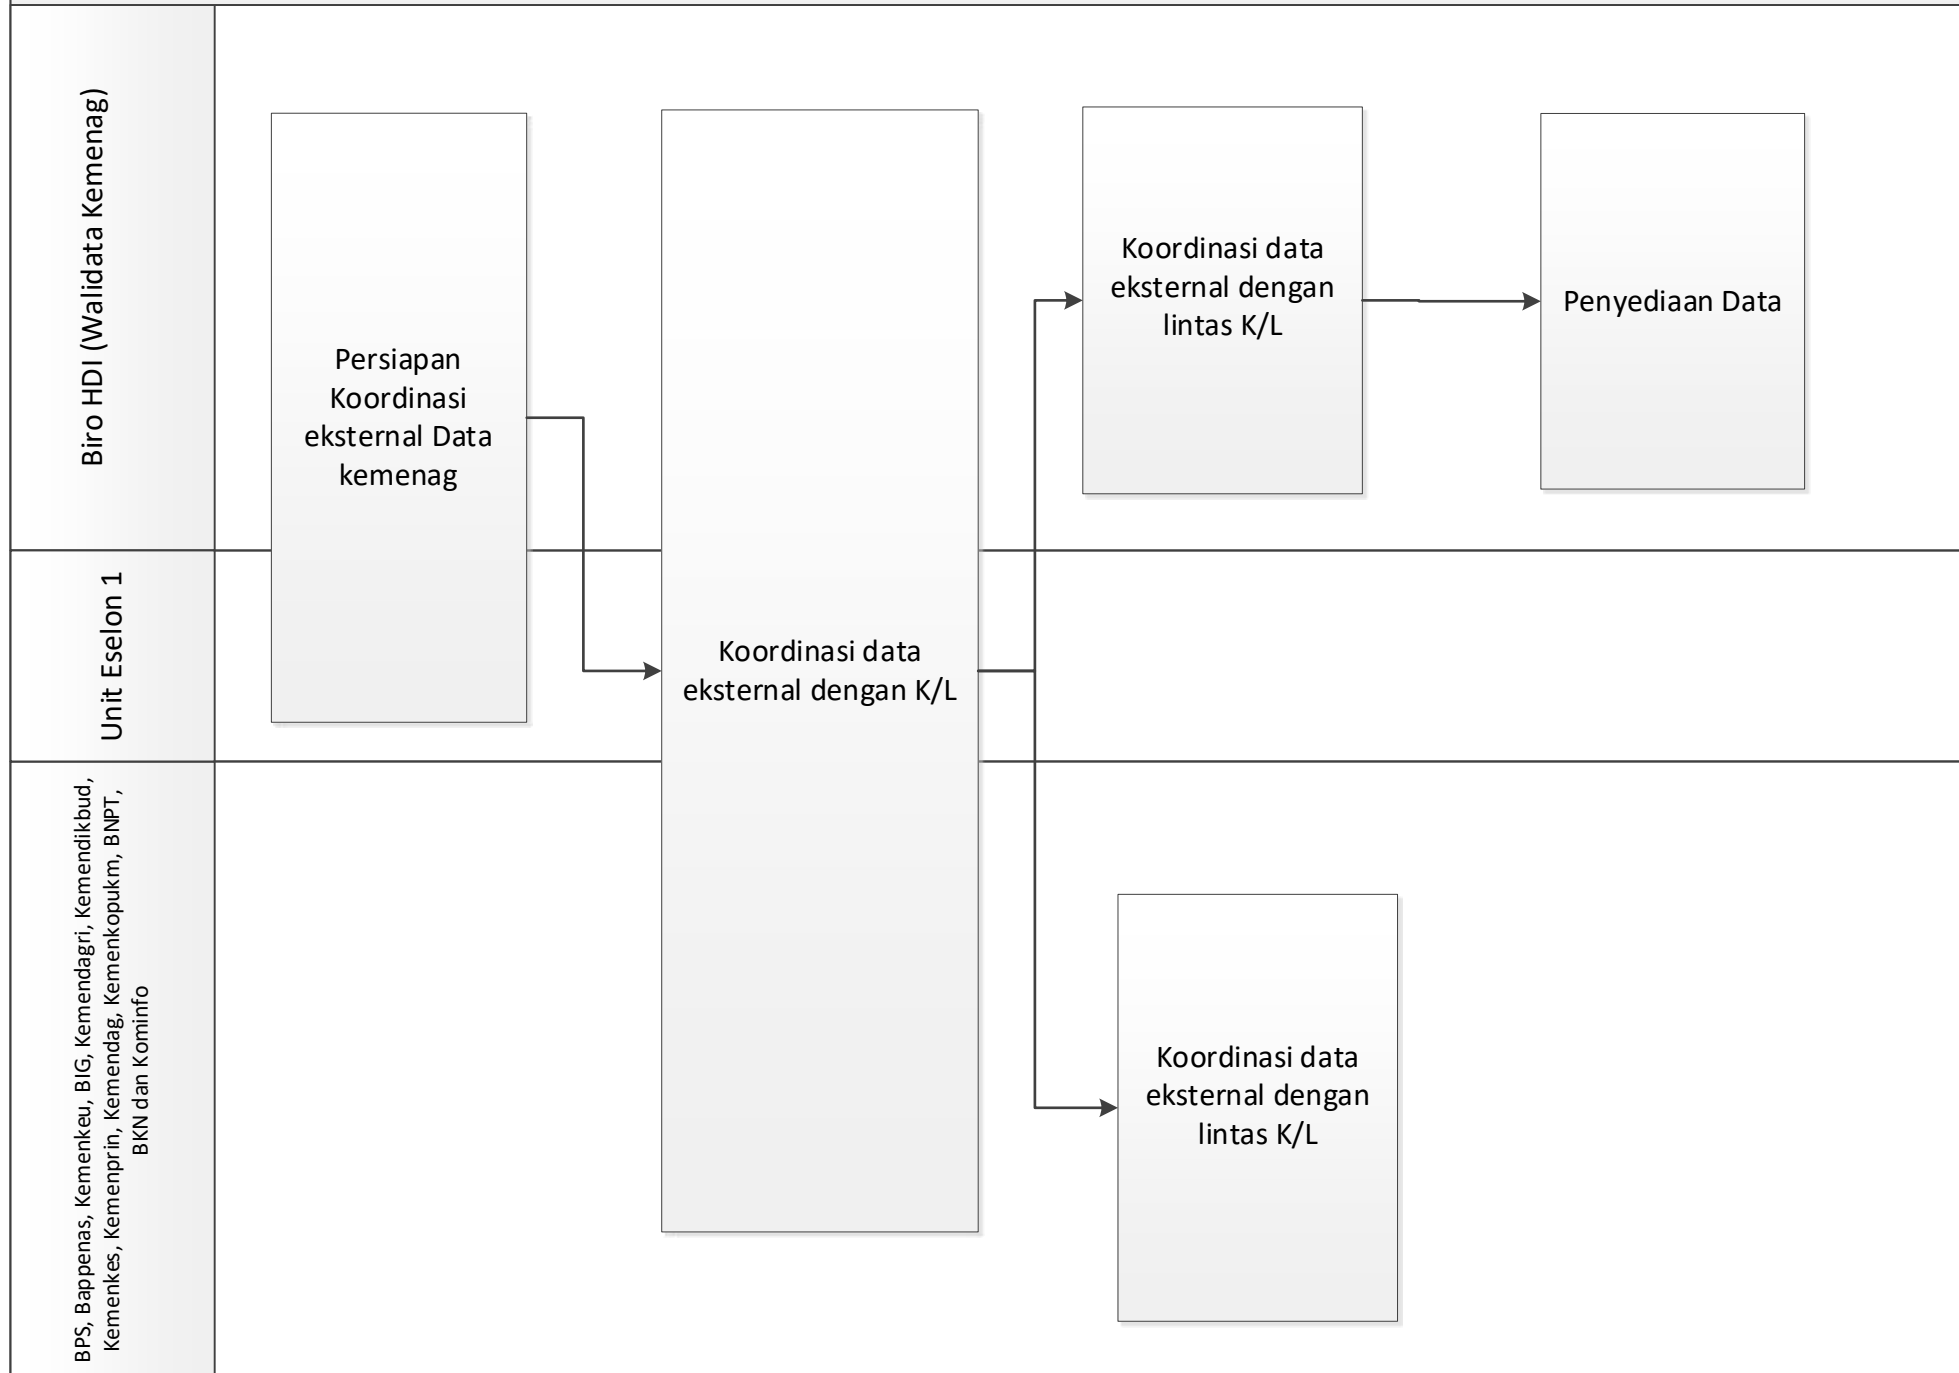 Biro HDI (Walidata Kemenag)
Persiapan
Koordinasi
eksternal Data
kemenag
Koordinasi data
eksternal dengan
lintas K/L
Penyediaan Data
Unit Eselon 1
Koordinasi data
eksternal dengan K/L
BPS, Bappenas, Kemenkeu, BIG, Kemendagri, Kemendikbud,
Kemenkes, Kemenprin, Kemendag, Kemenkopukm, BNPT,
BKN dan Kominfo
Koordinasi data
eksternal dengan
lintas K/L